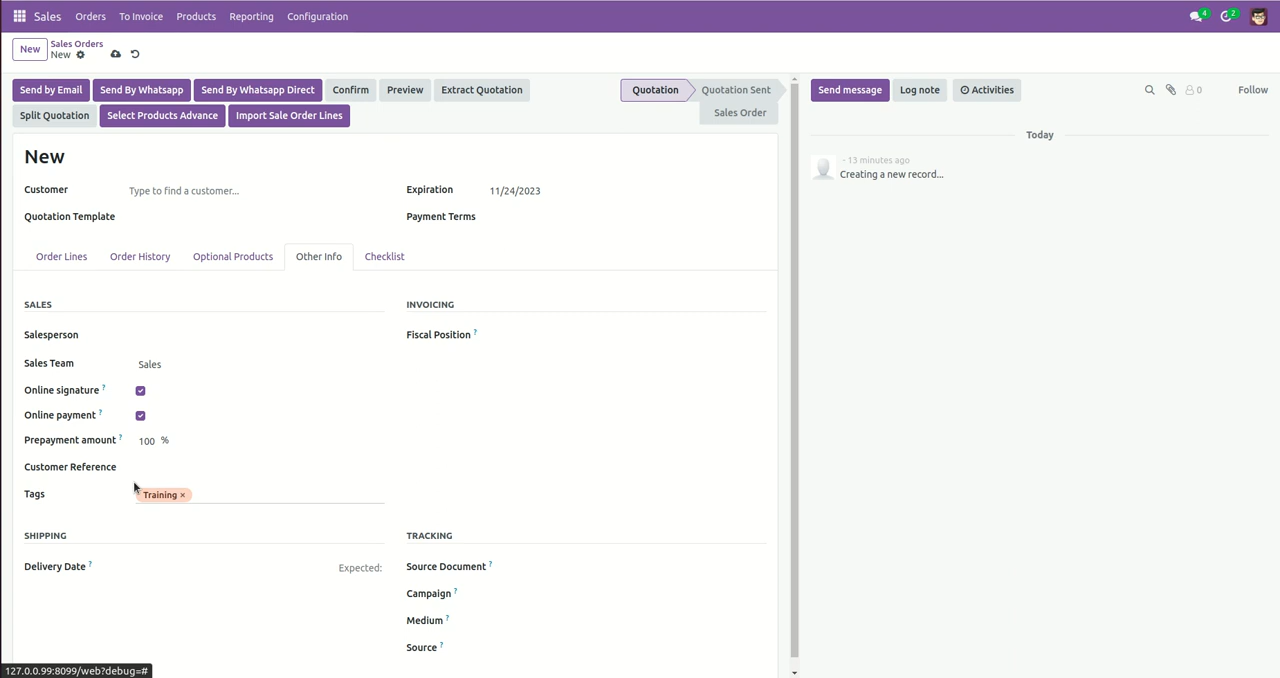 Sales Orders To Invoice Products Reporting Configuration 4 2
New Sales Orders
New
Send by Email Send By Whatsapp Send By Whatsapp Direct Confirm Preview Extract Quotation Quotation Quotation Sent
Split Quotation Select Products Advance Import Sale Order Lines Sales Order
Send message Log note Activities 0 Follow
Today
- 13 minutes ago
Creating a new record...
New
Customer Type to find a customer... Expiration 11/24/2023
Quotation Template Payment Terms
Order Lines Order History Optional Products Other Info Checklist
SALES INVOICING
Salesperson Fiscal Position ?
Sales Team Sales
Online signature ?
Online payment ?
Prepayment amount ? 100 %
Customer Reference
Tags Training ×
SHIPPING TRACKING
Delivery Date ? Expected: Source Document ?
Campaign ?
Medium ?
Source ?
127.0.0.99:8099/web?debug=#